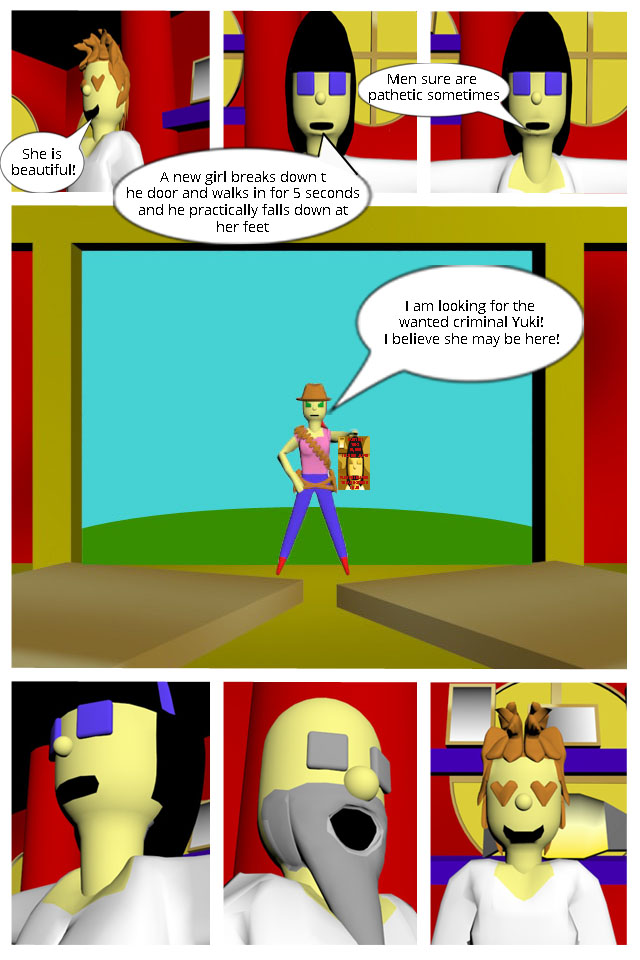 She is
beautiful!
A new girl breaks down t
he door and walks in for 5 seconds
and he practically falls down at
her feet
Men sure are
pathetic sometimes
I am looking for the
wanted criminal Yuki!
I believe she may be here!